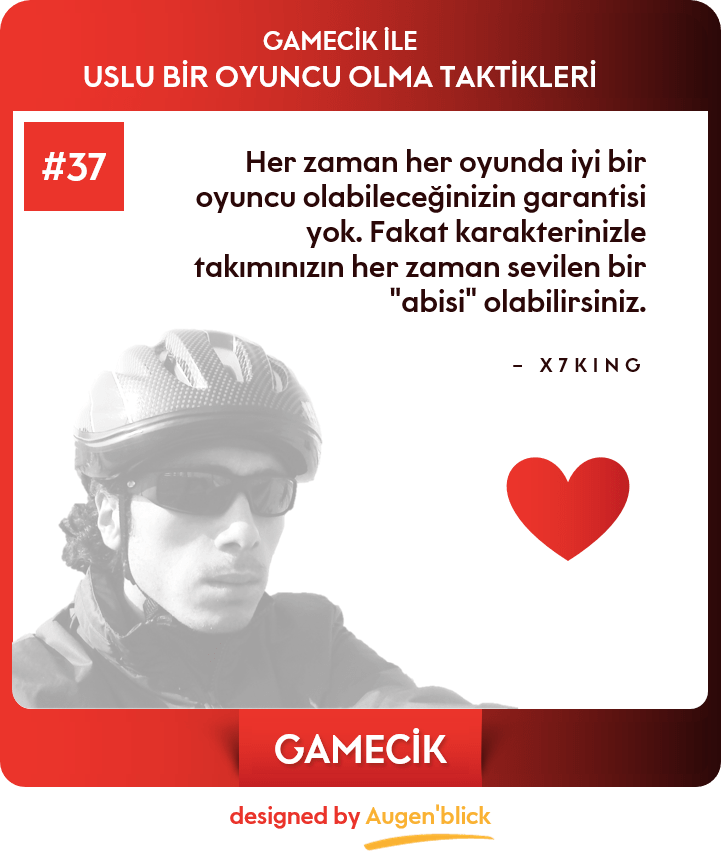 GAMECİK İLE
USLU BİR OYUNCU OLMA TAKTİKLERİ
#37
Her zaman her oyunda iyi bir
oyuncu olabileceğinizin garantisi
yok. Fakat karakterinizle
takımınızın her zaman sevilen bir
"abisi" olabilirsiniz.
– X7KING
GAMECİK
designed by Augen'blick